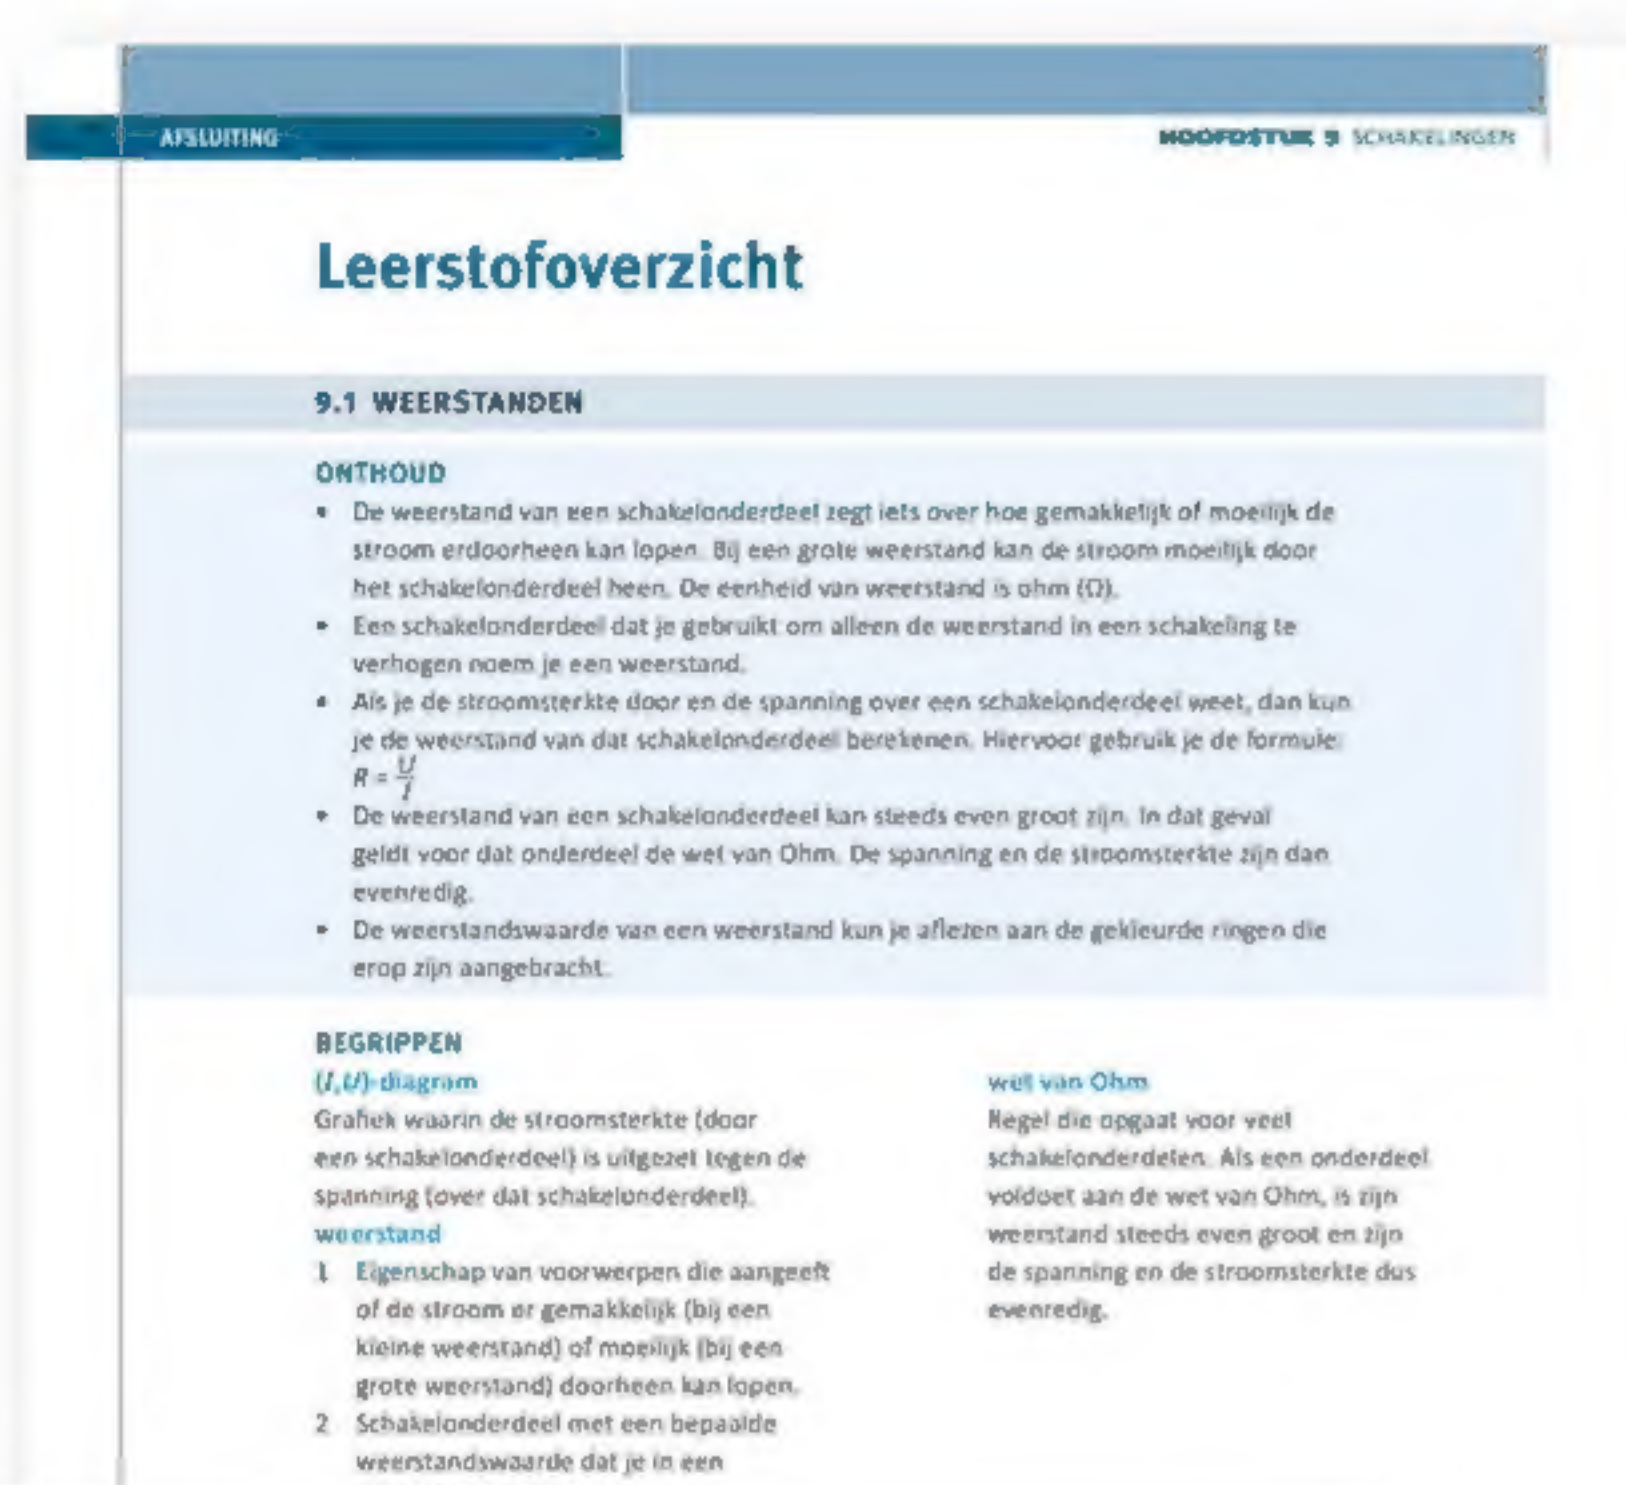 AFSLUITING
HOOFDSTUK 9 SCHAKELINGEN
Leerstofoverzicht
9.1 WEERSTANDEN
ONTHOUD
• De weerstand van een schakelonderdeel zegt iets over hoe gemakkelijk of moeilijk de
stroom erdoorheen kan lopen. Bij een grote weerstand kan de stroom moeilijk door
het schakelonderdeel heen. De eenheid van weerstand is ohm (Ω).
• Een schakelonderdeel dat je gebruikt om alleen de weerstand in een schakeling te
verhogen noem je een weerstand.
• Als je de stroomsterkte door en de spanning over een schakelonderdeel weet, dan kun
je de weerstand van dat schakelonderdeel berekenen. Hiervoor gebruik je de formule:
R = U/I
• De weerstand van een schakelonderdeel kan steeds even groot zijn. In dat geval
geldt voor dat onderdeel de wet van Ohm. De spanning en de stroomsterkte zijn dan
evenredig.
• De weerstandswaarde van een weerstand kun je aflezen aan de gekleurde ringen die
erop zijn aangebracht.
BEGRIPPEN
(I,U)-diagram
Grafiek waarin de stroomsterkte (door
een schakelonderdeel) is uitgezet tegen de
spanning (over dat schakelonderdeel).
weerstand
1 Eigenschap van voorwerpen die aangeeft
of de stroom er gemakkelijk (bij een
kleine weerstand) of moeilijk (bij een
grote weerstand) doorheen kan lopen.
2 Schakelonderdeel met een bepaalde
weerstandswaarde dat je in een
wet van Ohm
Regel die opgaat voor veel
schakelonderdelen. Als een onderdeel
voldoet aan de wet van Ohm, is zijn
weerstand steeds even groot en zijn
de spanning en de stroomsterkte dus
evenredig.